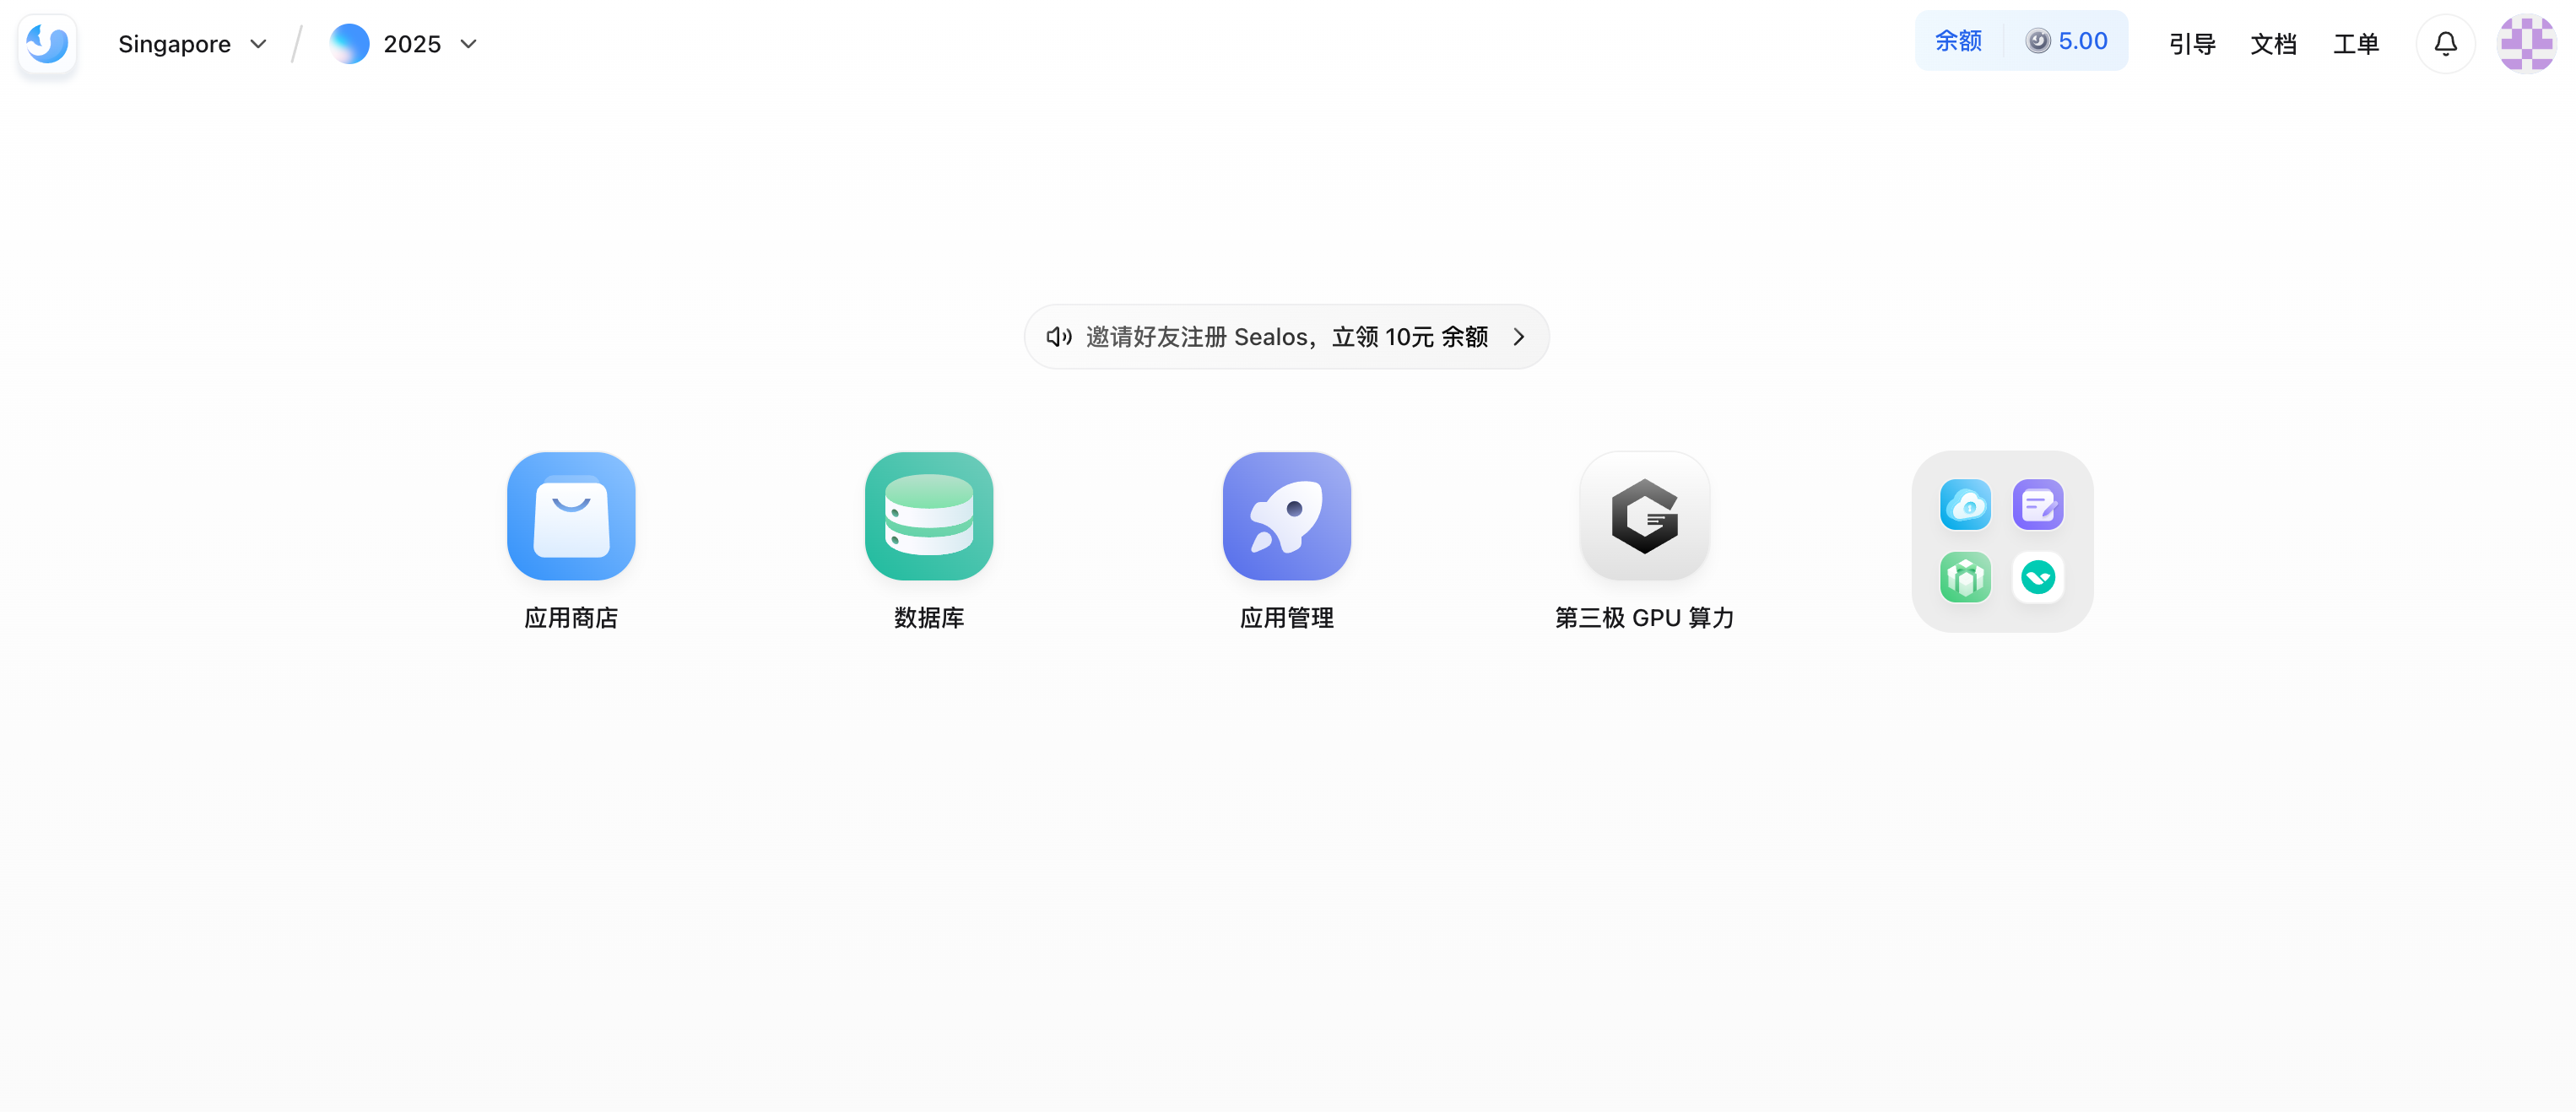 Singapore
2025
余额 5.00
引导
文档
工单
邀请好友注册 Sealos，立领 10元 余额
应用商店
数据库
应用管理
第三极 GPU 算力